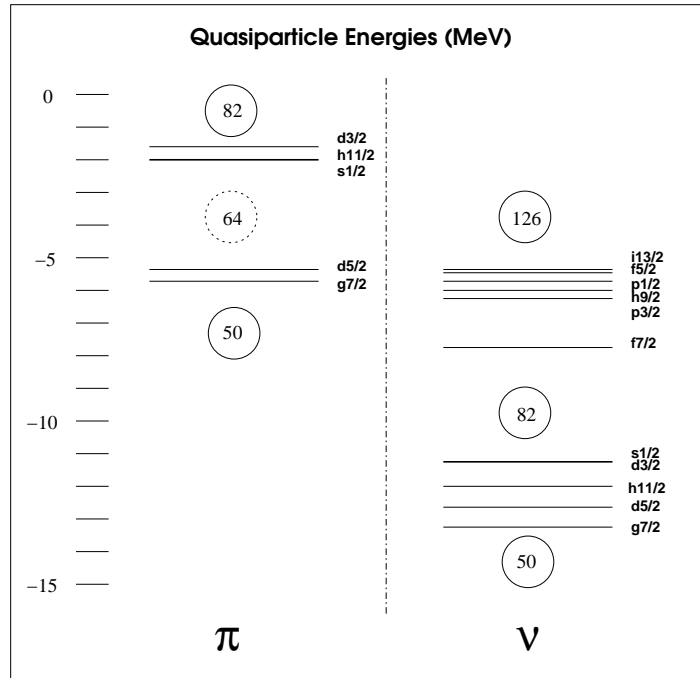 Quasiparticle Energies (MeV)
0
−5
−10
−15
82
d3/2
h11/2
s1/2
64
d5/2
g7/2
50
π
126
i13/2
f5/2
p1/2
h9/2
p3/2
f7/2
82
s1/2
d3/2
h11/2
d5/2
g7/2
50
ν